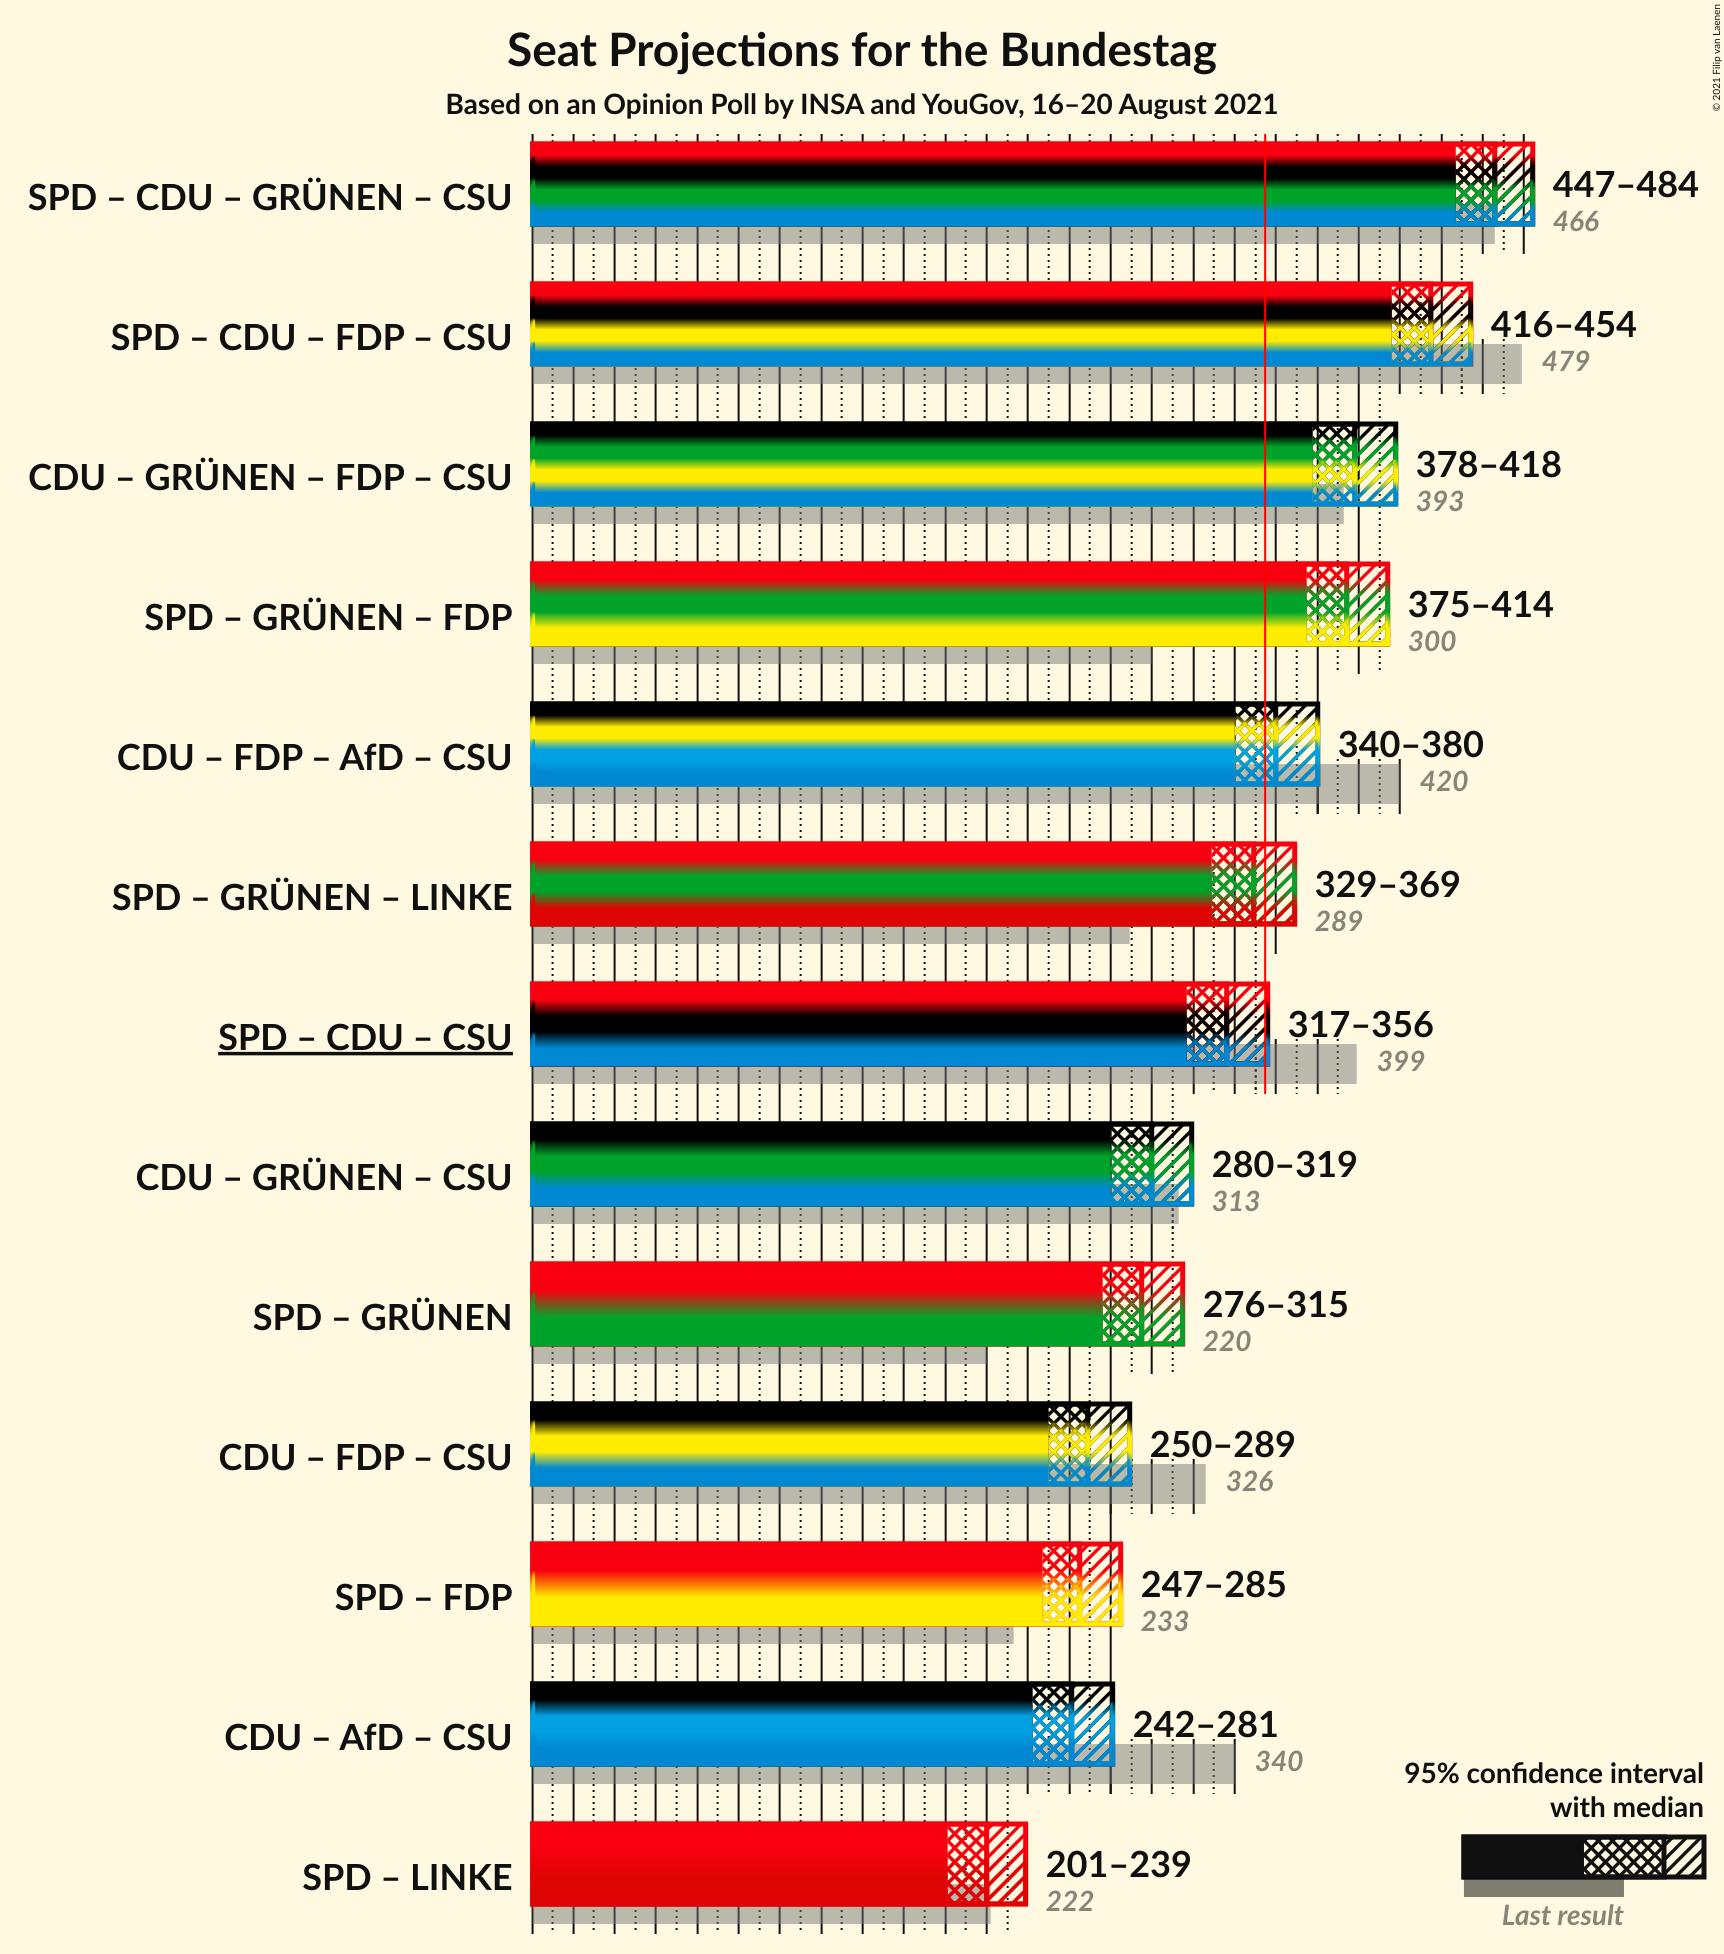 Seat Projections for the Bundestag
Based on an Opinion Poll by INSA and YouGov, 16–20 August 2021
© 2021 Filip van Laenen
SPD – CDU – GRÜNEN – CSU
447–484
466
SPD – CDU – FDP – CSU
416–454
479
CDU – GRÜNEN – FDP – CSU
378–418
393
SPD – GRÜNEN – FDP
375–414
300
CDU – FDP – AfD – CSU
340–380
420
SPD – GRÜNEN – LINKE
329–369
289
SPD – CDU – CSU
317–356
399
CDU – GRÜNEN – CSU
280–319
313
SPD – GRÜNEN
276–315
220
CDU – FDP – CSU
250–289
326
SPD – FDP
247–285
233
CDU – AfD – CSU
242–281
340
SPD – LINKE
201–239
222
95% confidence interval
with median
Last result